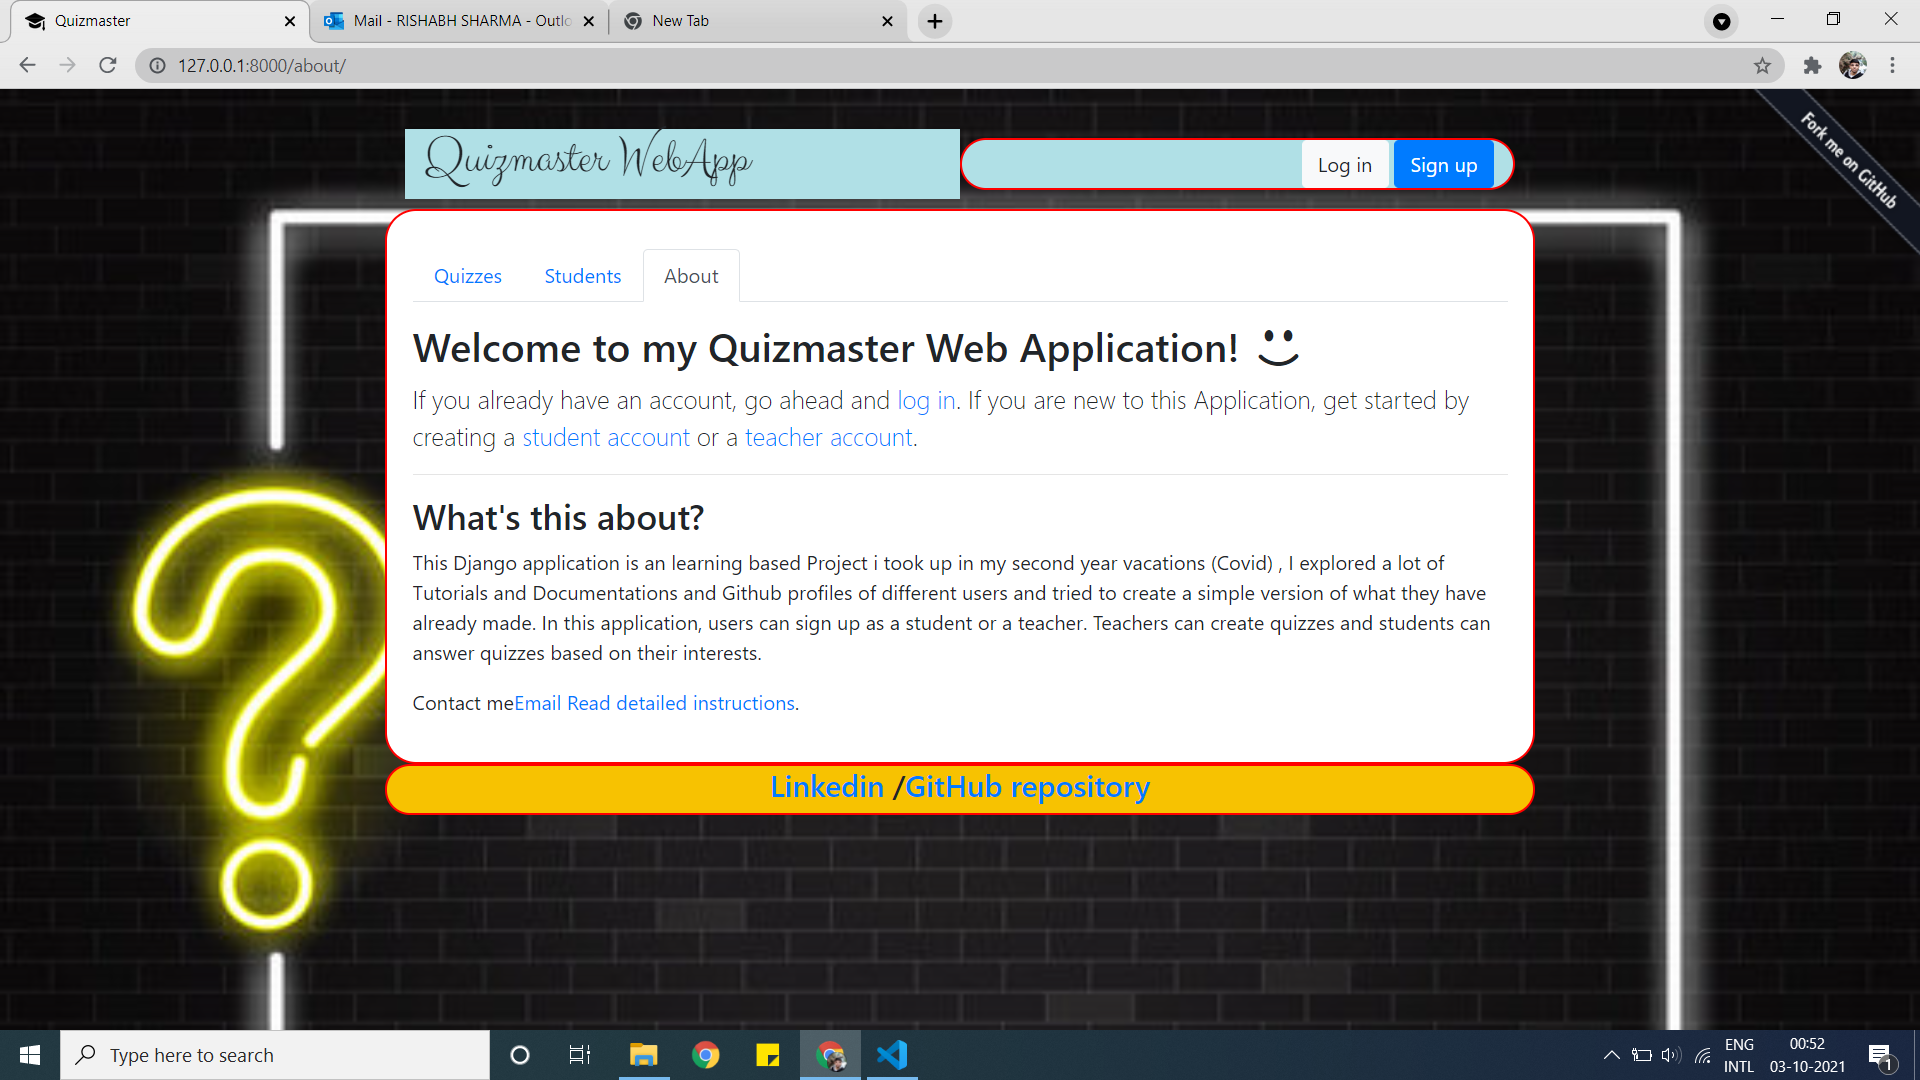 Quizmaster
Mail - RISHABH SHARMA - Outlo
New Tab
127.0.0.1:8000/about/
Fork me on GitHub
Quizmaster WebApp
Log in
Sign up
Quizzes
Students
About
Welcome to my Quizmaster Web Application!
If you already have an account, go ahead and log in. If you are new to this Application, get started by
creating a student account or a teacher account.
What's this about?
This Django application is an learning based Project i took up in my second year vacations (Covid) , I explored a lot of
Tutorials and Documentations and Github profiles of different users and tried to create a simple version of what they have
already made. In this application, users can sign up as a student or a teacher. Teachers can create quizzes and students can
answer quizzes based on their interests.
Contact meEmail Read detailed instructions.
Linkedin /GitHub repository
Type here to search
ENG
INTL
00:52
03-10-2021
1